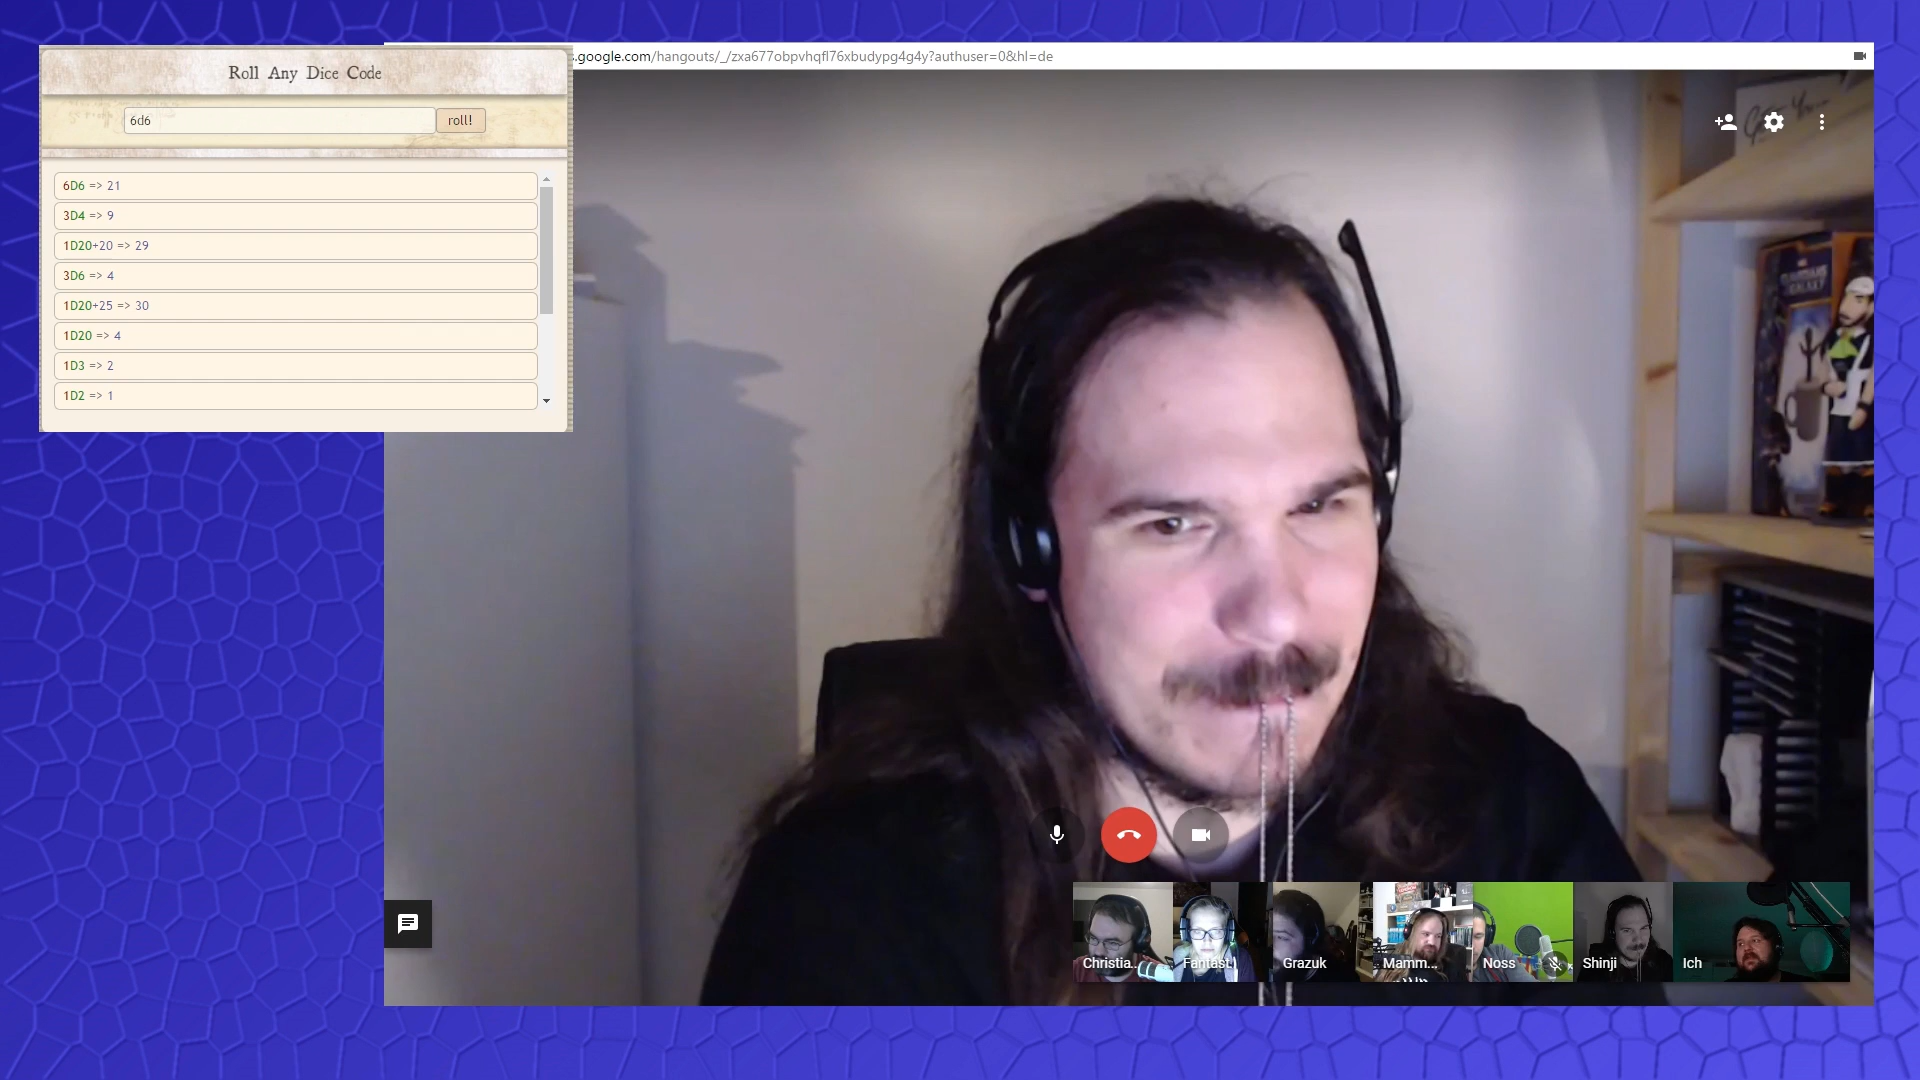 Roll Any Dice Code
6d6
roll!
6D6 => 21
3D4 => 9
1D20+20 => 29
3D6 => 4
1D20+25 => 30
1D20 => 4
1D3 => 2
1D2 => 1
.google.com/hangouts/_/zxa677obpvhqfl76xbudypg4g4y?authuser=0&hl=de
GUARDIANS
GALAXY
Christia...
Fantast...
Grazuk
Mamm...
Noss
Shinji
Ich